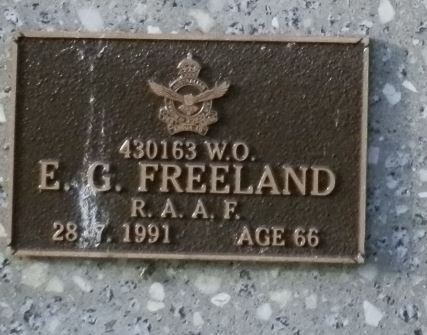 430163 W.O.
E. G. FREELAND
R. A. A. F.
28. 7. 1991 AGE 66